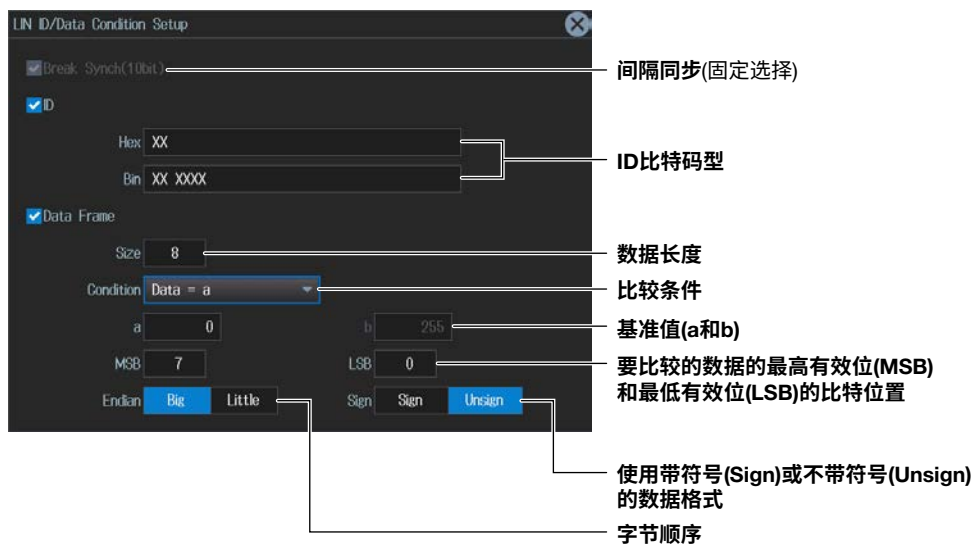 LIN ID/Data Condition Setup
Break Synch(10bit)
间隔同步(固定选择)
ID
Hex XX
Bin XX XXXX
ID比特码型
Data Frame
Size 8
数据长度
Condition Data = a
比较条件
a 0 b 255
基准值(a和b)
MSB 7 LSB 0
要比较的数据的最高有效位(MSB)
和最低有效位(LSB)的比特位置
Endian Big Little Sign Sign Unsign
使用带符号(Sign)或不带符号(Unsign)
的数据格式
字节顺序